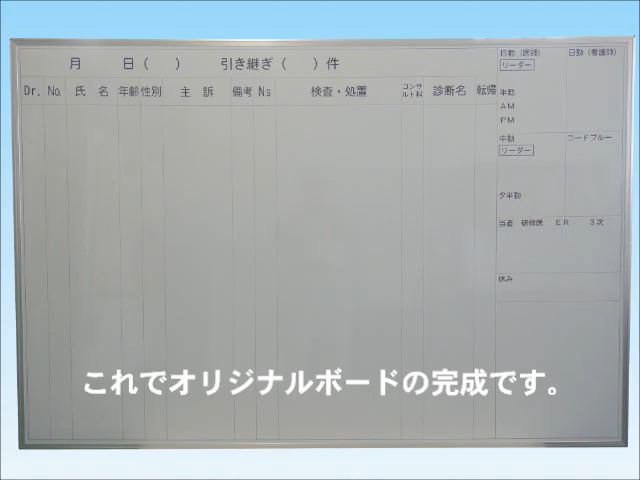 月 日( ) 引き継ぎ( )件
Dr. No. 氏 名 年齢 性別 主 訴 備考 Ns 検査・処置 コンサルト科 診断名 転帰
日勤(医師) 日勤(看護師)
リーダー
半勤
AM
PM
中勤 コードブルー
リーダー
夕半勤
当直 研修医 ER 3次
休み
これでオリジナルボードの完成です。